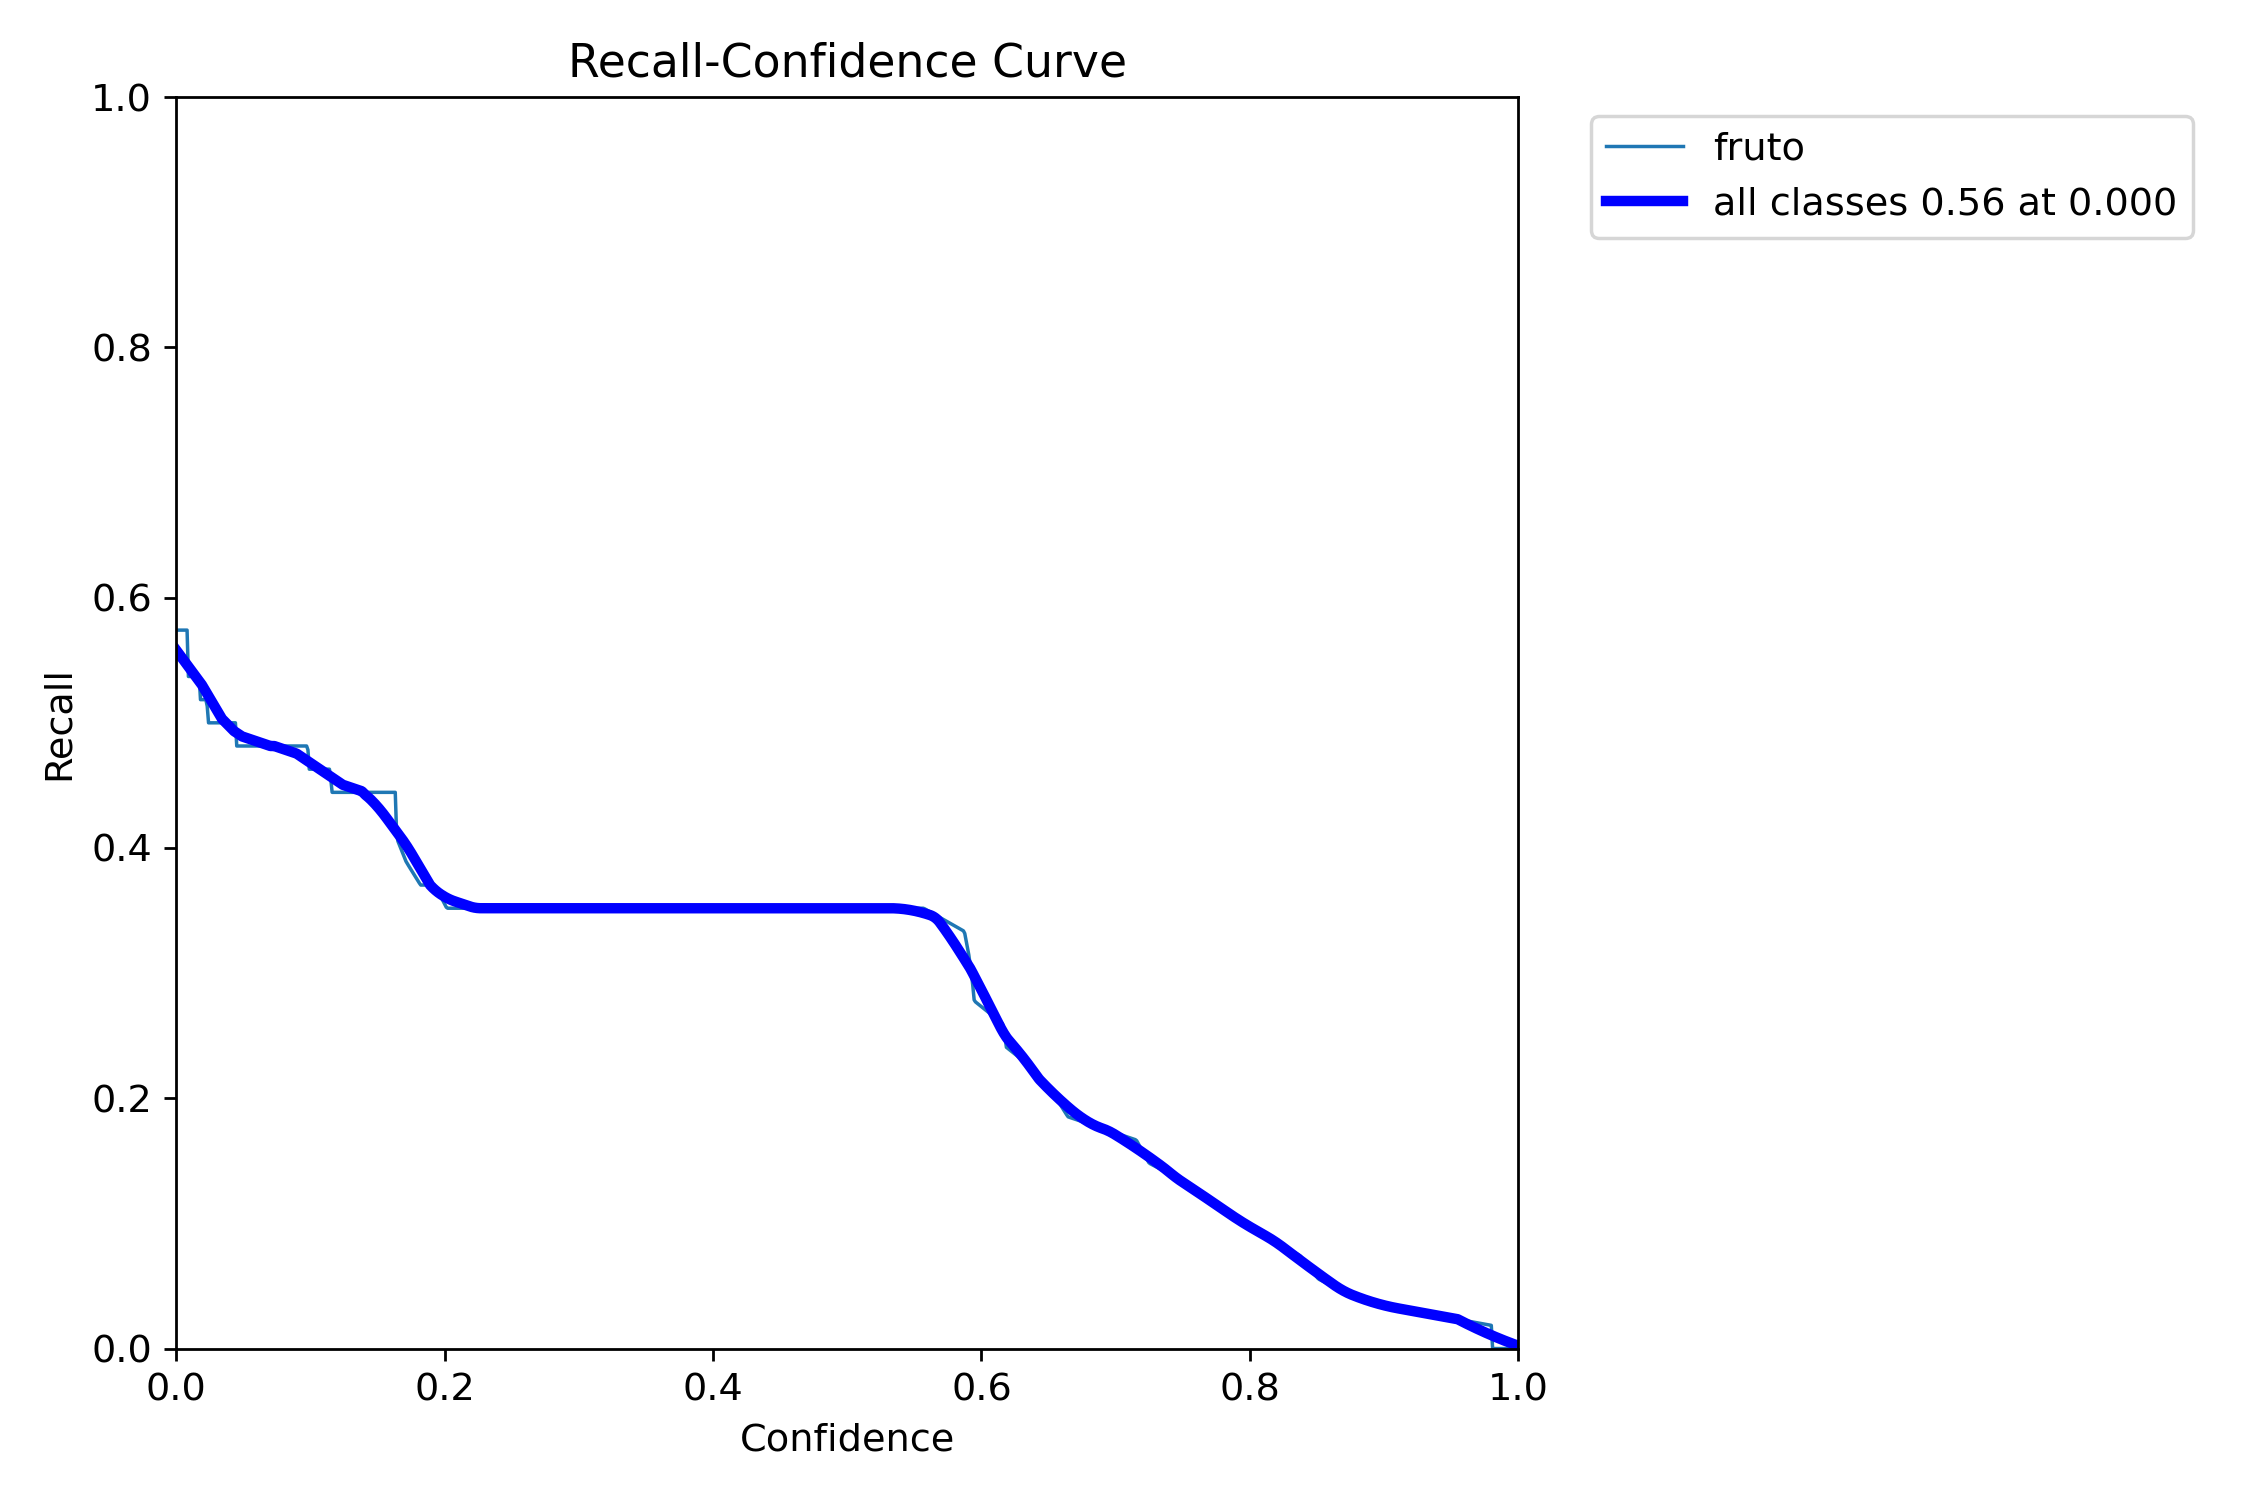 Recall-Confidence Curve
1.0
0.8
0.6
0.4
0.2
0.0
Recall
0.0 0.2 0.4 0.6 0.8 1.0
Confidence
fruto
all classes 0.56 at 0.000